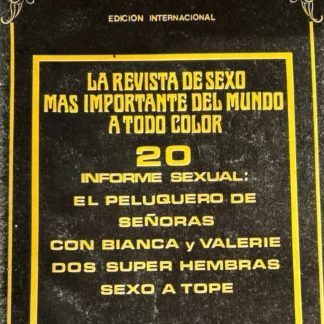 EDICION INTERNACIONAL
LA REVISTA DE SEXO
MAS IMPORTANTE DEL MUNDO
A TODO COLOR
20
INFORME SEXUAL:
EL PELUQUERO DE
SEÑORAS
CON BIANCA y VALERIE
DOS SUPER HEMBRAS
SEXO A TOPE